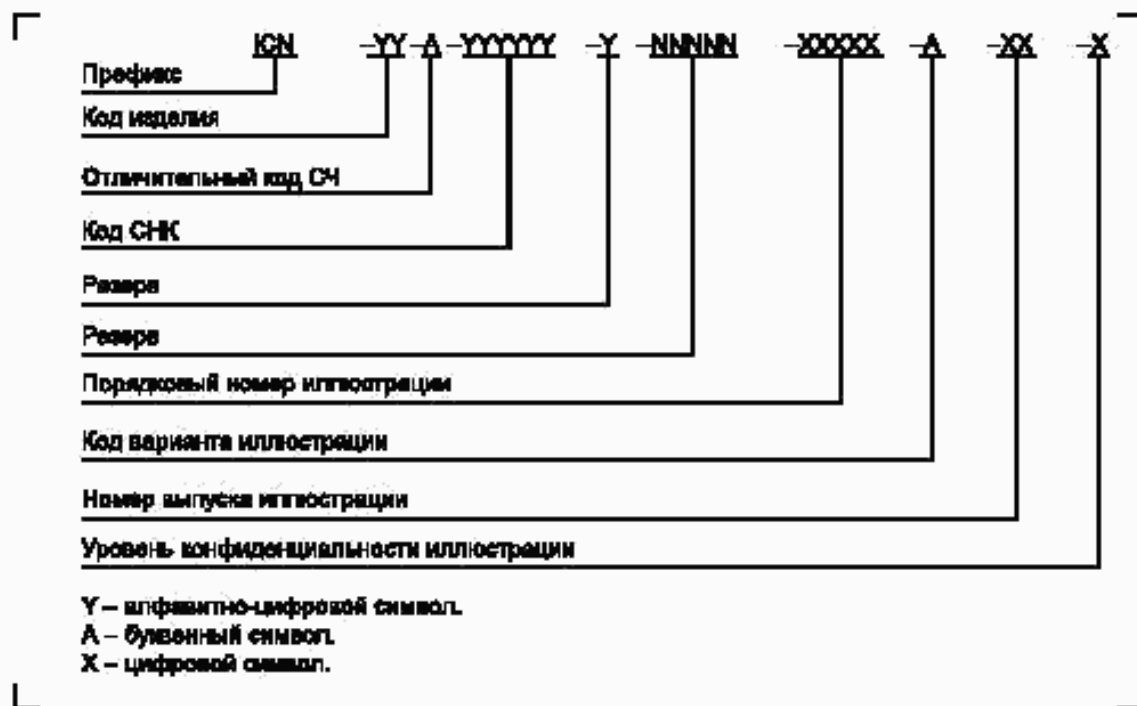 ICN -YY -A -YYYYYY -Y -NNNNN -XXXXX -A -XX -X
Префикс
Код изделия
Отличительный код СЧ
Код СНК
Резерв
Резерв
Порядковый номер иллюстрации
Код варианта иллюстрации
Номер выпуска иллюстрации
Уровень конфиденциальности иллюстрации
Y – алфавитно-цифровой символ.
A – буквенный символ.
X – цифровой символ.